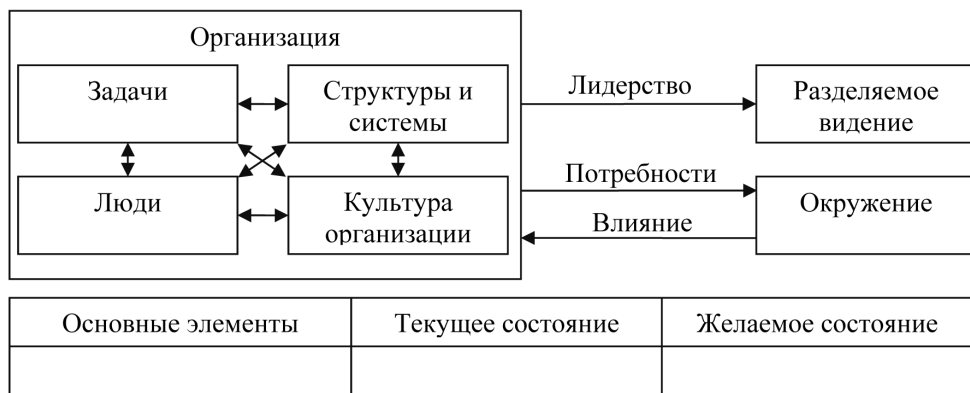 Организация
Задачи
Структуры и
системы
Лидерство
Разделяемое
видение
Люди
Культура
организации
Потребности
Влияние
Окружение
Основные элементы
Текущее состояние
Желаемое состояние